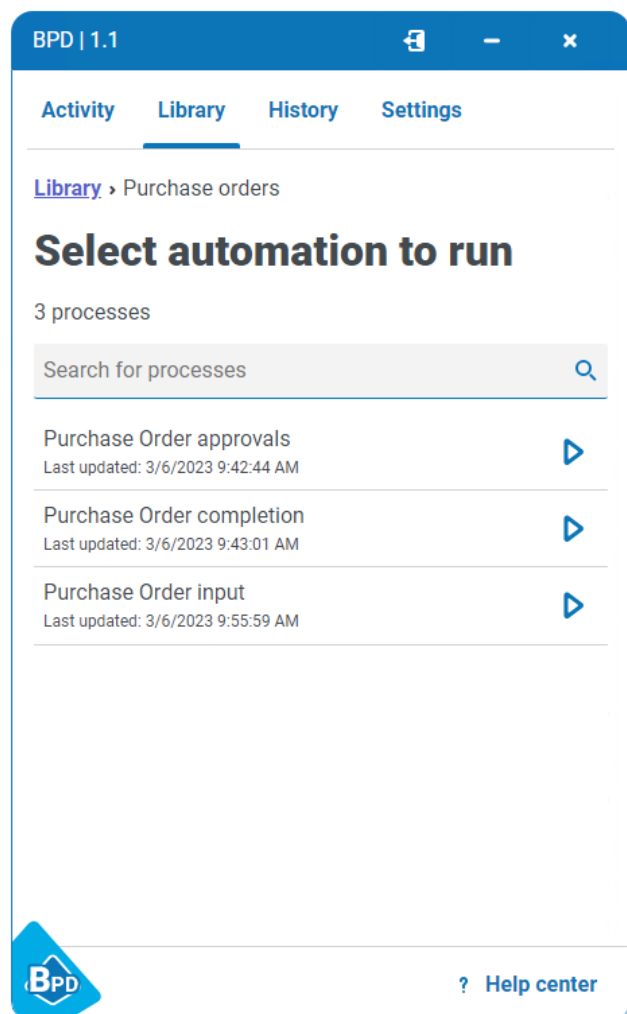 BPD | 1.1
Activity Library History Settings
Library › Purchase orders
Select automation to run
3 processes
Search for processes
Purchase Order approvals
Last updated: 3/6/2023 9:42:44 AM
Purchase Order completion
Last updated: 3/6/2023 9:43:01 AM
Purchase Order input
Last updated: 3/6/2023 9:55:59 AM
BPD
? Help center